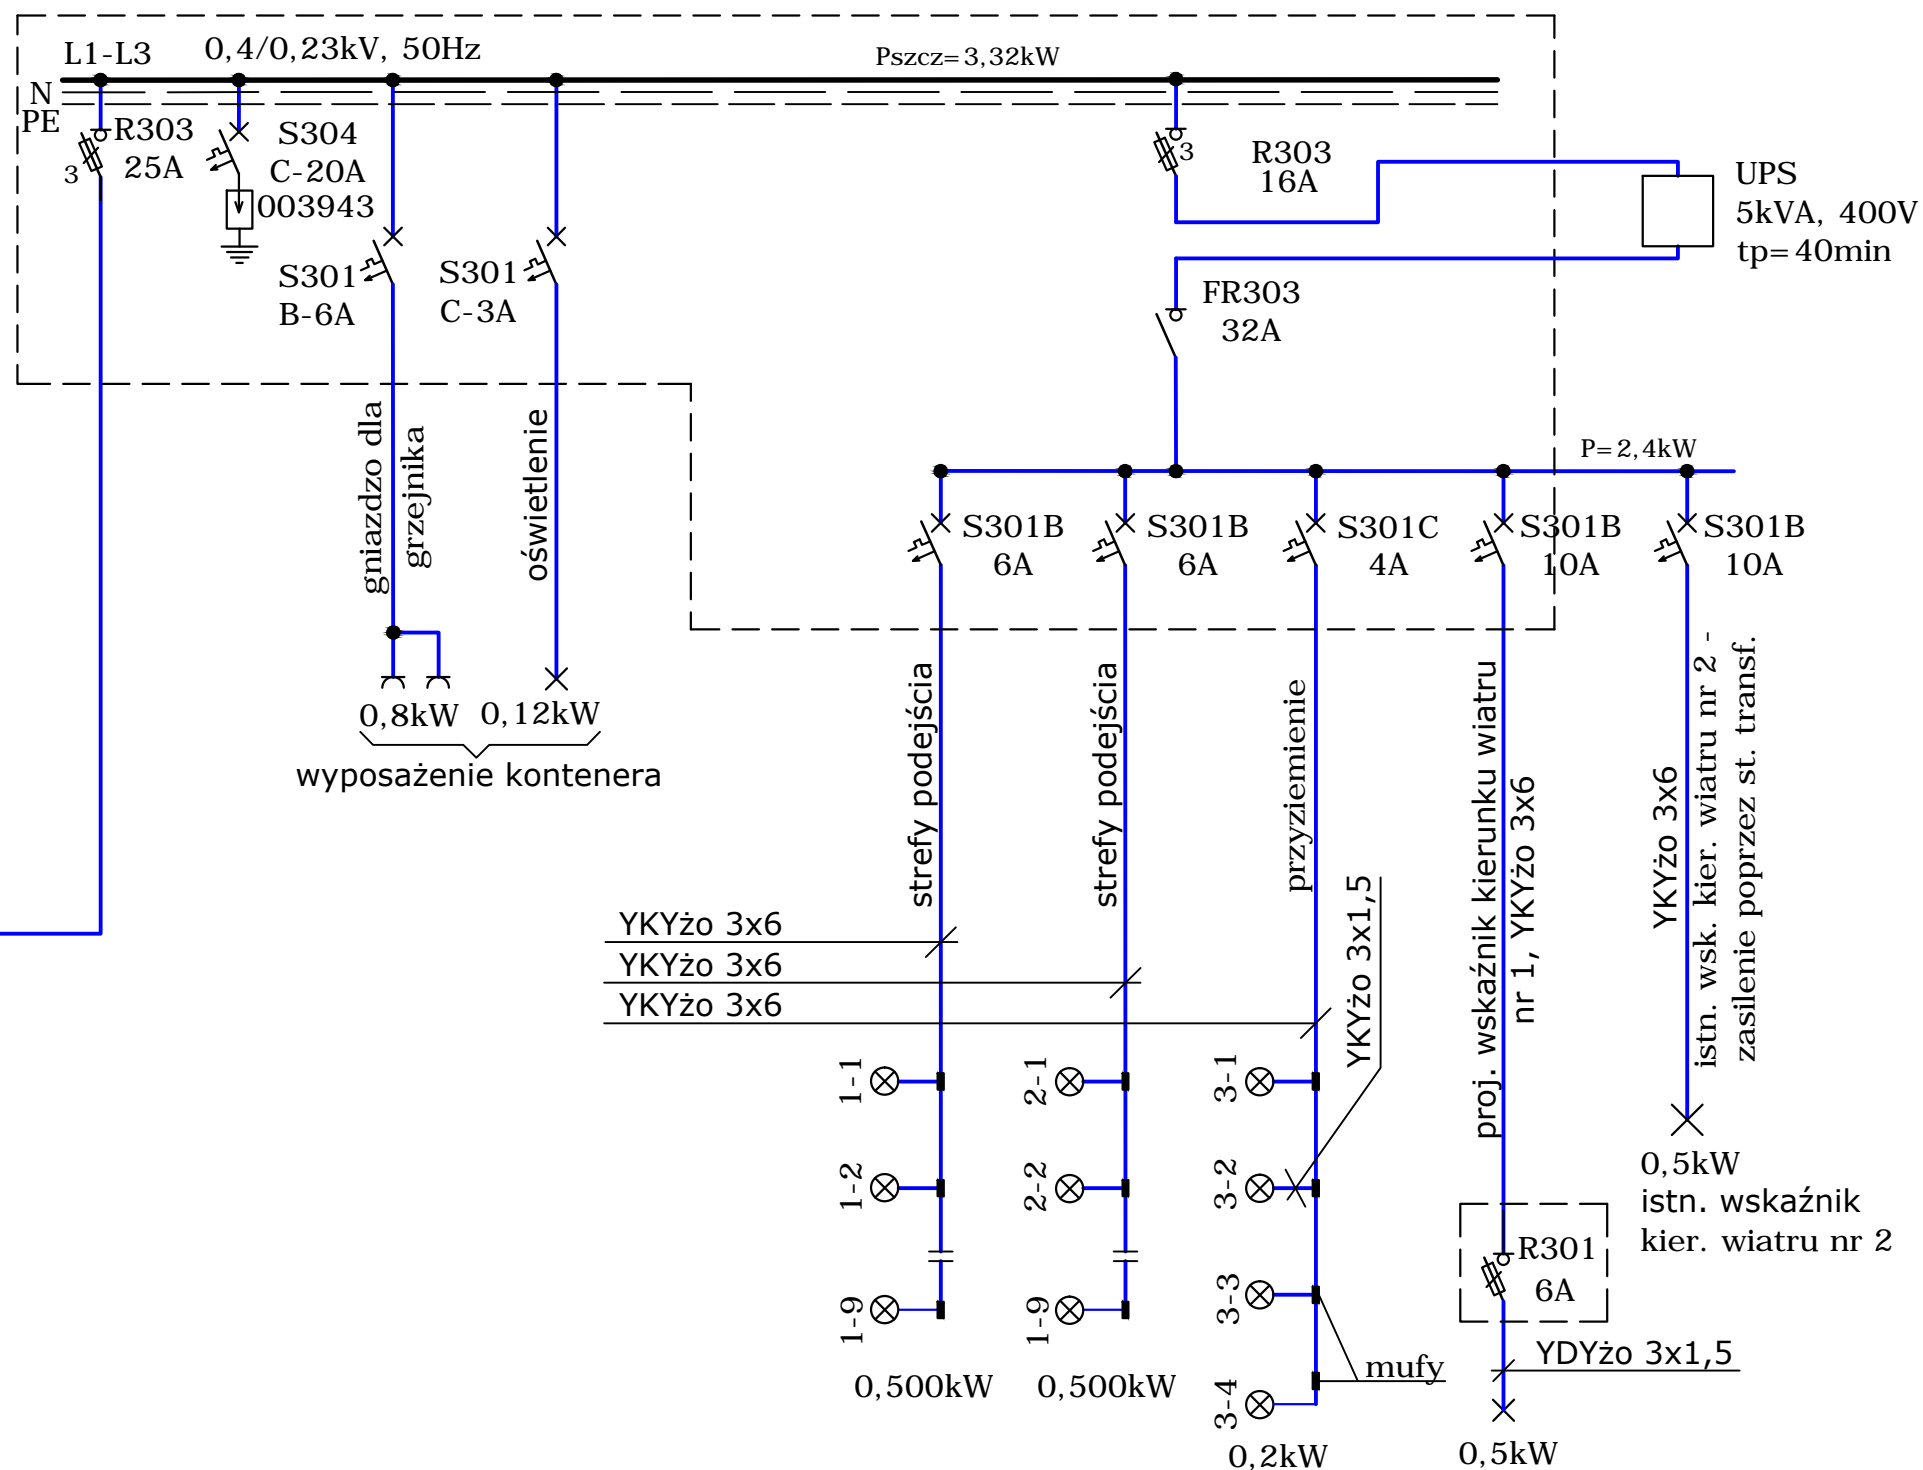 L1-L3
0,4/0,23kV, 50Hz
Pszcz=3,32kW
N
PE
R303
25A
3
S304
C-20A
003943
S301
B-6A
S301
C-3A
3
R303
16A
UPS
5kVA, 400V
tp=40min
FR303
32A
gniazdzo dla
grzejnika
oświetlenie
0,8kW
0,12kW
wyposażenie kontenera
P=2,4kW
S301B
6A
S301B
6A
S301C
4A
S301B
10A
S301B
10A
strefy podejścia
strefy podejścia
przyziemienie
proj. wskaźnik kierunku wiatru
nr 1, YKYżo 3x6
YKYżo 3x6
istn. wsk. kier. wiatru nr 2 -
zasilenie poprzez st. transf.
YKYżo 3x6
YKYżo 3x6
YKYżo 3x6
YKYżo 3x1,5
1-1
2-1
3-1
1-2
2-2
3-2
1-9
1-9
3-3
3-4
0,500kW
0,500kW
0,2kW
mufy
R301
6A
YDYżo 3x1,5
0,5kW
0,5kW
istn. wskaźnik
kier. wiatru nr 2